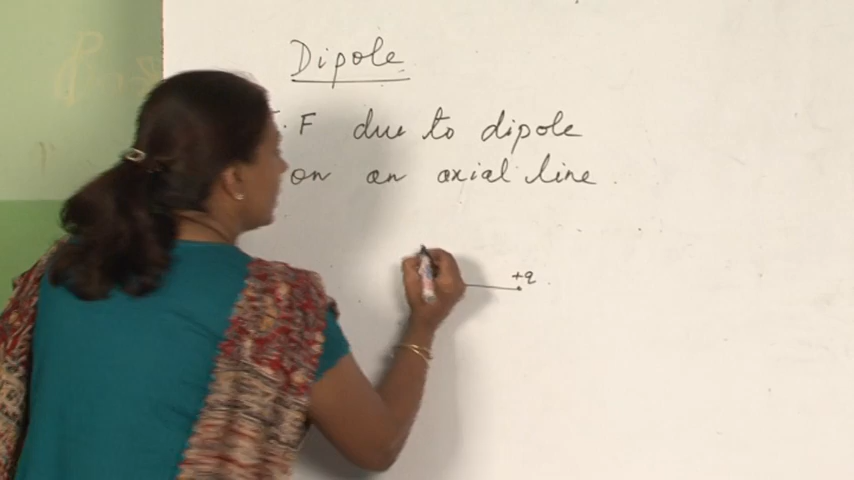 Dipole
. F due to dipole
on an axial line .
+q